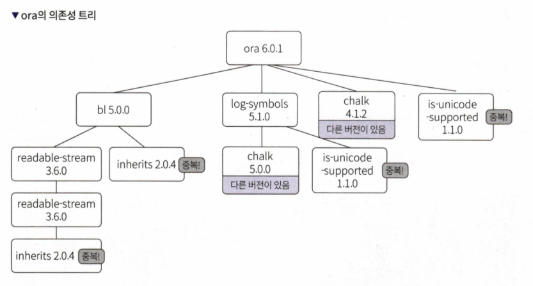 ▼ ora의 의존성 트리
ora 6.0.1
bl 5.0.0
log-symbols
5.1.0
chalk
4.1.2
다른 버전이 있음
is-unicode
-supported
1.1.0
중복!
readable-stream
3.6.0
inherits 2.0.4
중복!
chalk
5.0.0
다른 버전이 있음
is-unicode
-supported
1.1.0
중복!
readable-stream
3.6.0
inherits 2.0.4
중복!